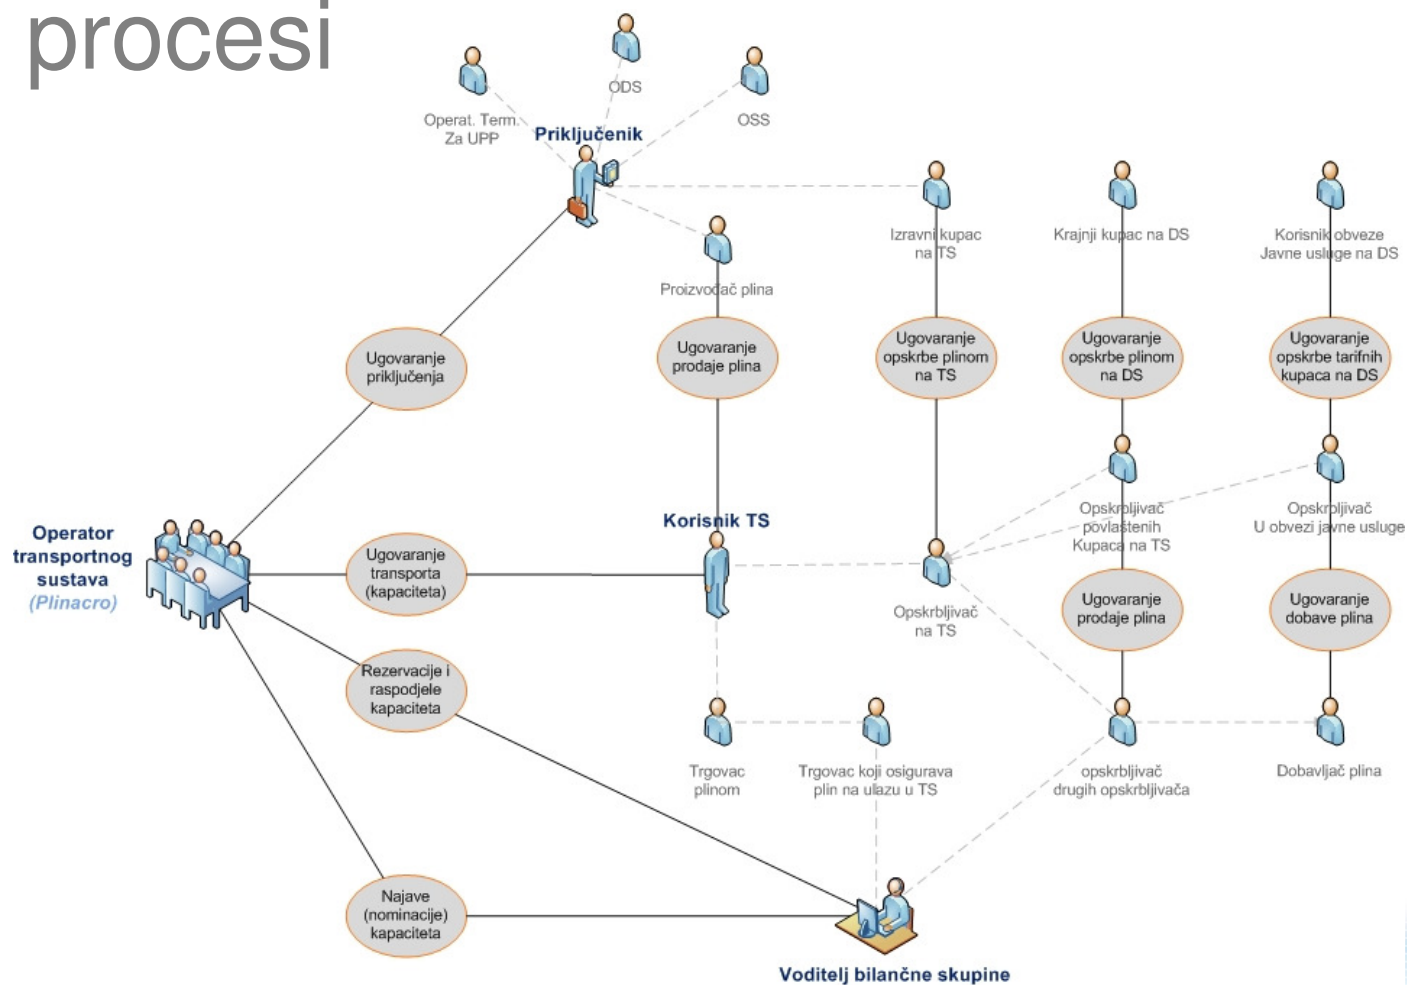 procesi
ODS
Operat. Term.
Za UPP
OSS
Priključenik
Izravni kupac
na TS
Krajnji kupac na DS
Korisnik obveze
Javne usluge na DS
Proizvođač plina
Ugovaranje
priključenja
Ugovaranje
prodaje plina
Ugovaranje
opskrbe plinom
na TS
Ugovaranje
opskrbe plinom
na DS
Ugovaranje
opskrbe tarifnih
kupaca na DS
Operator
transportnog
sustava
(Plinacro)
Ugovaranje
transporta
(kapaciteta)
Korisnik TS
Opskrbljivač
na TS
Opskrbljivač
povlaštenih
Kupaca na TS
Opskrbljivač
U obvezi javne usluge
Ugovaranje
prodaje plina
Ugovaranje
dobave plina
Rezervacije i
raspodjele
kapaciteta
Trgovac
plinom
Trgovac koji osigurava
plin na ulazu u TS
opskrbljivač
drugih opskrbljivača
Dobavljač plina
Najave
(nominacije)
kapaciteta
Voditelj bilančne skupine